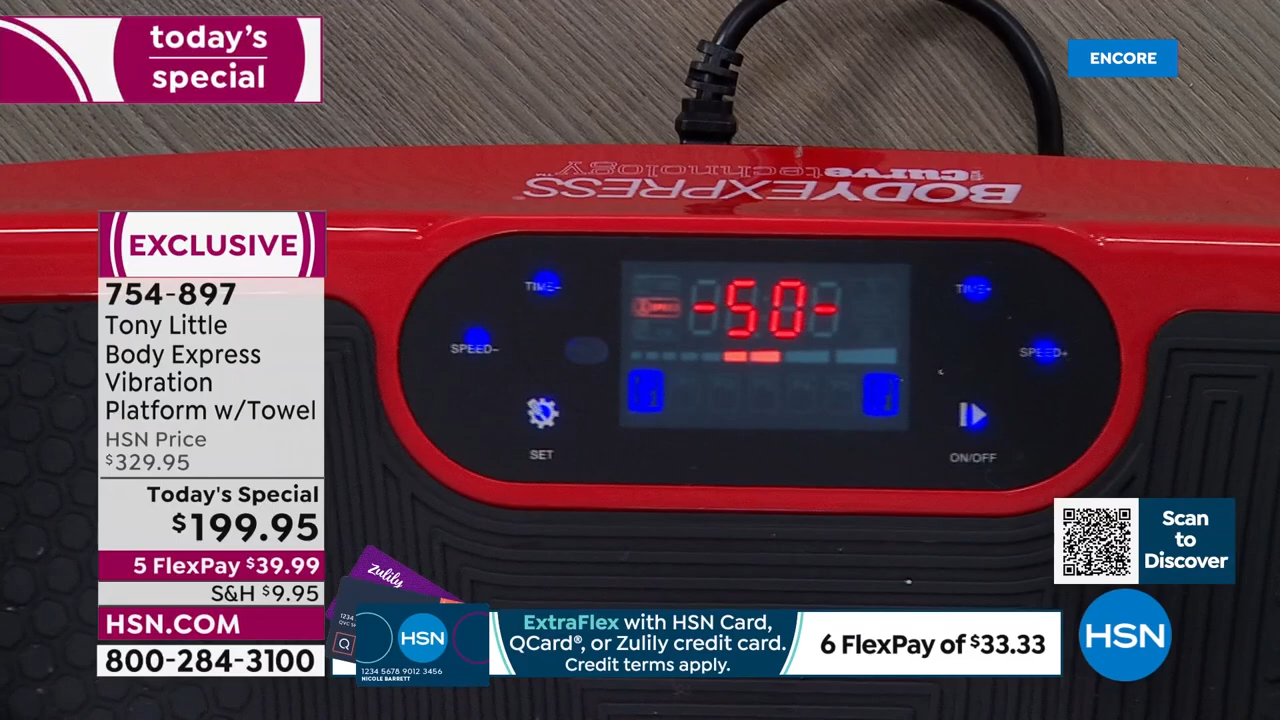 today's
special
ENCORE
BODYEXPRESS®
curve technology™
EXCLUSIVE
754-897
Tony Little
Body Express
Vibration
Platform w/Towel
HSN Price
$329.95
Today's Special
$199.95
5 FlexPay $39.99
S&H $9.95
HSN.COM
800-284-3100
TIME-
SPEED-
SET
-50-
TIME+
SPEED+
ON/OFF
Scan
to
Discover
Zulily
1234
Q
HSN
1234 5678 9012 3456
NICOLE BARRETT
ExtraFlex with HSN Card,
QCard®, or Zulily credit card.
Credit terms apply.
6 FlexPay of $33.33
HSN